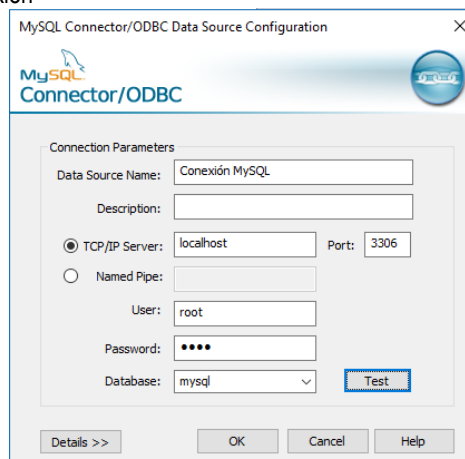 MySQL Connector/ODBC Data Source Configuration
MySQL
Connector/ODBC
Connection Parameters
Data Source Name: Conexión MySQL
Description:
TCP/IP Server: localhost Port: 3306
Named Pipe:
User: root
Password: ••••
Database: mysql Test
Details >> OK Cancel Help